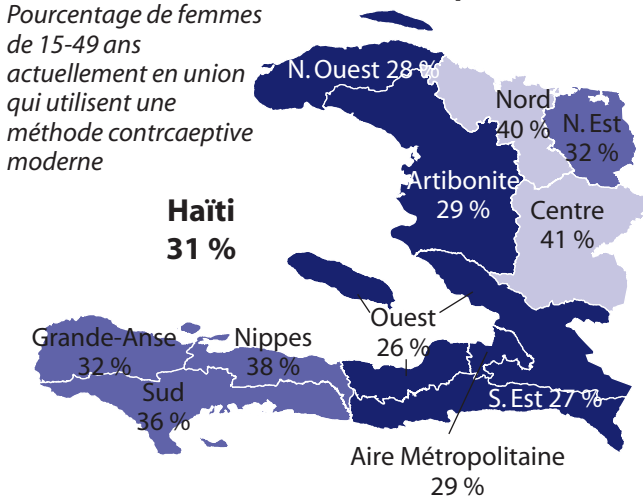 Pourcentage de femmes
de 15-49 ans
actuellement en union
qui utilisent une
méthode contrcaeptive
moderne
N. Ouest 28 %
Nord
40 %
N. Est
32 %
Artibonite
29 %
Centre
41 %
Haïti
31 %
Ouest
26 %
Grande-Anse
32 %
Nippes
38 %
Sud
36 %
S. Est 27 %
Aire Métropolitaine
29 %